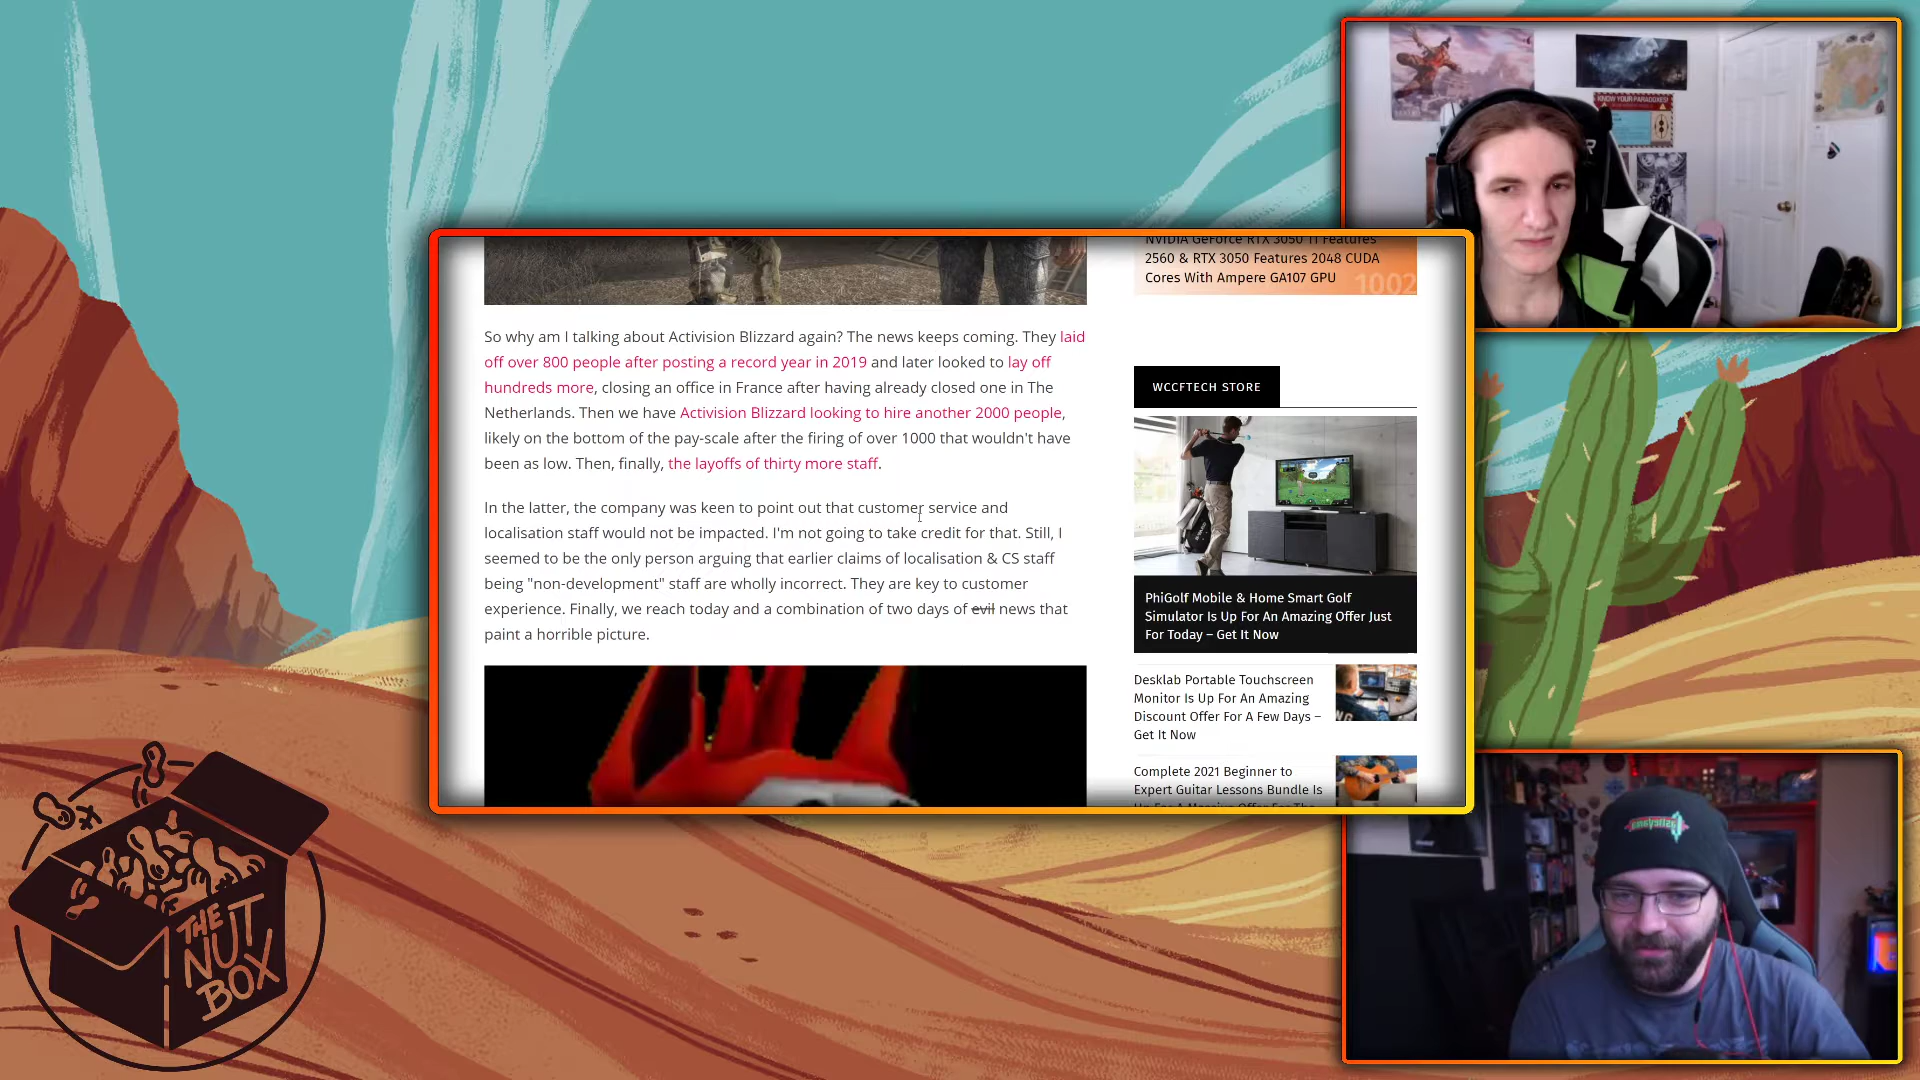 KNOW YOUR PARADOXES!
NVIDIA GeForce RTX 3050 Ti Features
2560 & RTX 3050 Features 2048 CUDA
Cores With Ampere GA107 GPU
1002
So why am I talking about Activision Blizzard again? The news keeps coming. They laid
off over 800 people after posting a record year in 2019 and later looked to lay off
hundreds more, closing an office in France after having already closed one in The
Netherlands. Then we have Activision Blizzard looking to hire another 2000 people,
likely on the bottom of the pay-scale after the firing of over 1000 that wouldn't have
been as low. Then, finally, the layoffs of thirty more staff.
In the latter, the company was keen to point out that customer service and
localisation staff would not be impacted. I'm not going to take credit for that. Still, I
seemed to be the only person arguing that earlier claims of localisation & CS staff
being "non-development" staff are wholly incorrect. They are key to customer
experience. Finally, we reach today and a combination of two days of evil news that
paint a horrible picture.
WCCFTECH STORE
PhiGolf Mobile & Home Smart Golf
Simulator Is Up For An Amazing Offer Just
For Today – Get It Now
Desklab Portable Touchscreen
Monitor Is Up For An Amazing
Discount Offer For A Few Days –
Get It Now
Complete 2021 Beginner to
Expert Guitar Lessons Bundle Is
Up For A Massive Offer For The
THE
NUT
BOX